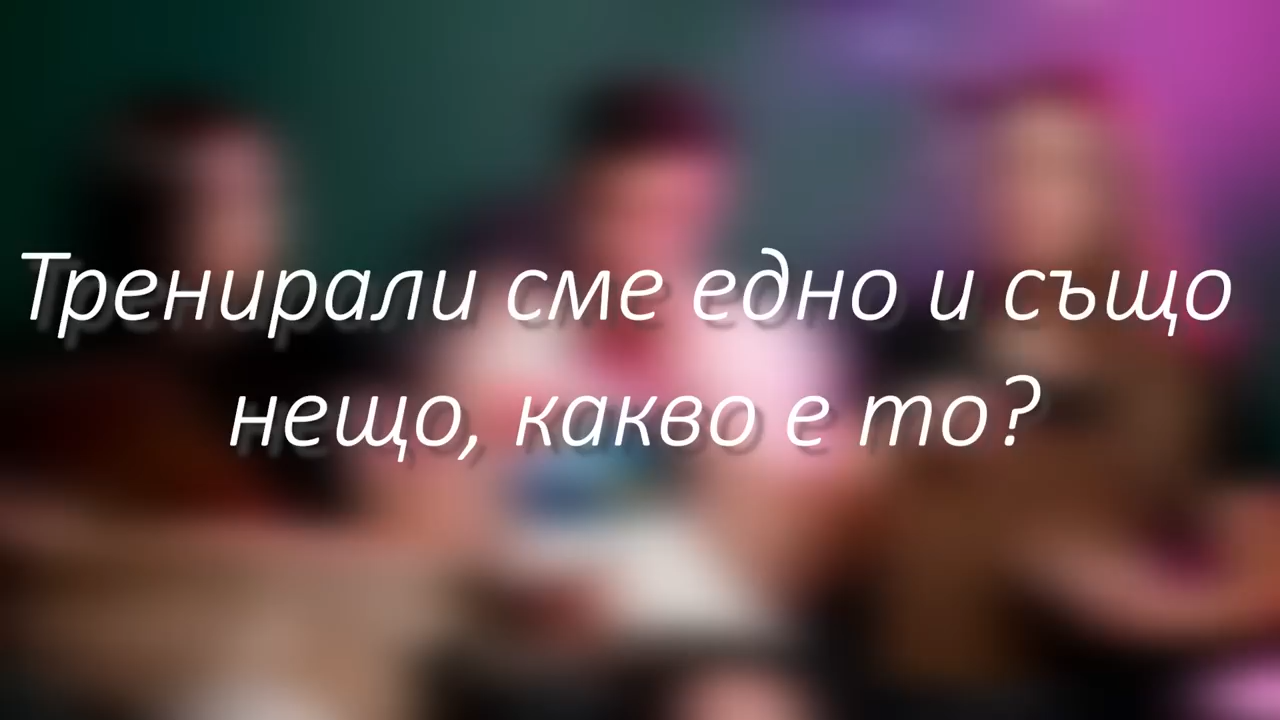 Тренирали сме едно и също
нещо, какво е то?